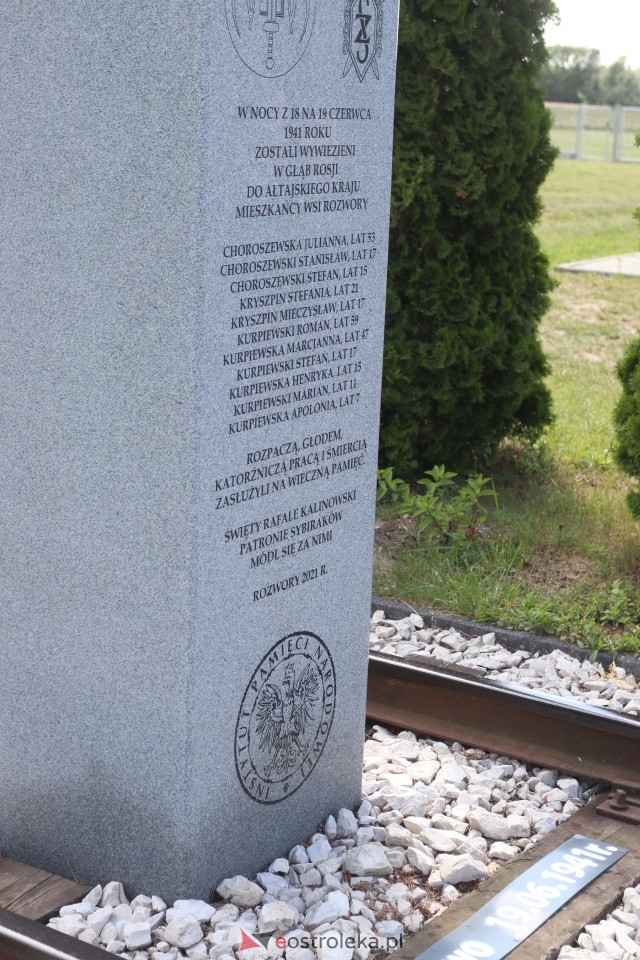 W NOCY Z 18 NA 19 CZERWCA
1941 ROKU
ZOSTALI WYWIEZIENI
W GŁĄB ROSJI
DO AŁTAJSKIEGO KRAJU
MIESZKAŃCY WSI ROZWORY
CHOROSZEWSKA JULIANNA, LAT 53
CHOROSZEWSKI STANISŁAW, LAT 17
CHOROSZEWSKI STEFAN, LAT 15
KRYSZPIN STEFANIA, LAT 21
KRYSZPIN MIECZYSŁAW, LAT 17
KURPIEWSKI ROMAN, LAT 59
KURPIEWSKA MARCJANNA, LAT 47
KURPIEWSKI STEFAN, LAT 17
KURPIEWSKA HENRYKA, LAT 15
KURPIEWSKI MARIAN, LAT 11
KURPIEWSKA APOLONIA, LAT 7
ROZPACZĄ, GŁODEM,
KATORŻNICZĄ PRACĄ I ŚMIERCIĄ
ZASŁUŻYLI NA WIECZNĄ PAMIĘĆ.
ŚWIĘTY RAFALE KALINOWSKI
PATRONIE SYBIRAKÓW
MÓDL SIĘ ZA NIMI
ROZWORY 2021 R.
INSTYTUT PAMIĘCI NARODOWEJ
WO 19.06.1941r.
eostroleka.pl